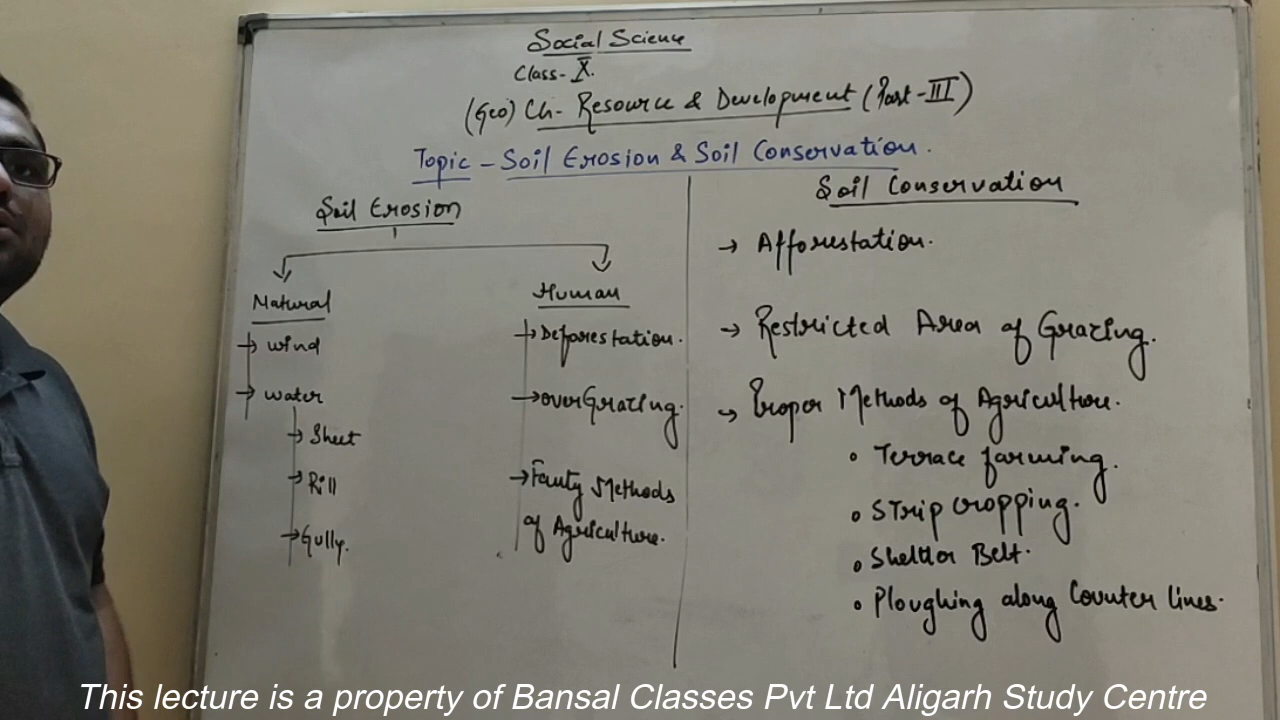 Social Science
Class-X.
(Geo) Ch- Resource & Development (Part-III)
Topic - Soil Erosion & Soil Conservation.
Soil Erosion
Natural
→ wind
→ water
→ Sheet
→ Rill
→ Gully.
Human
→ Deforestation.
→ over Grazing.
→ Fauty Methods
of Agriculture.
Soil Conservation
→ Afforestation.
→ Restricted Area of Grazing.
→ Proper Methods of Agriculture.
• Terrace farming.
• Strip cropping.
• Shelter Belt.
• Ploughing along Counter lines.
This lecture is a property of Bansal Classes Pvt Ltd Aligarh Study Centre